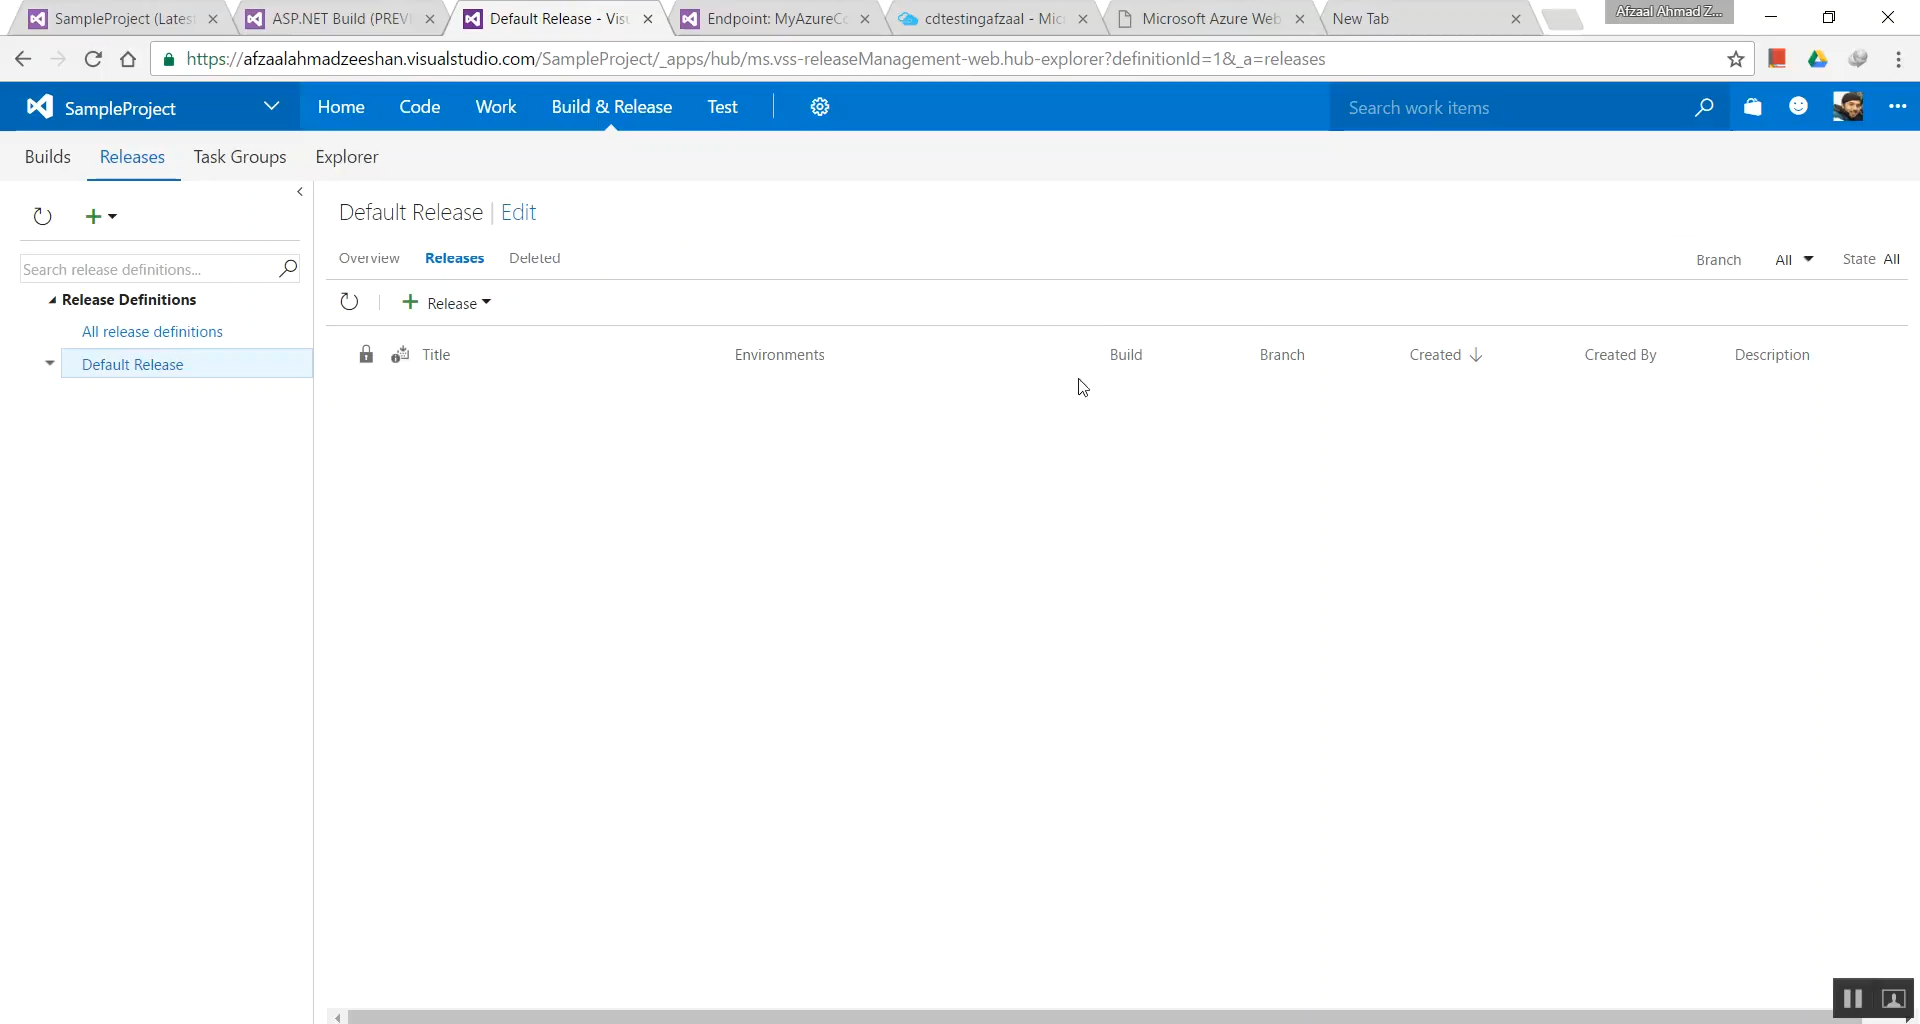 SampleProject (Lates
ASP.NET Build (PREVI
Default Release - Visu
Endpoint: MyAzureCo
cdtestingafzaal - Mic
Microsoft Azure Web
New Tab
Afzaal Ahmad Z...
https://afzaalahmadzeeshan.visualstudio.com/SampleProject/_apps/hub/ms.vss-releaseManagement-web.hub-explorer?definitionId=1&_a=releases
SampleProject
Home
Code
Work
Build & Release
Test
Search work items
Builds
Releases
Task Groups
Explorer
Default Release | Edit
Overview
Releases
Deleted
Branch
All
State
All
Search release definitions...
Release Definitions
All release definitions
Default Release
Release
Title
Environments
Build
Branch
Created
Created By
Description